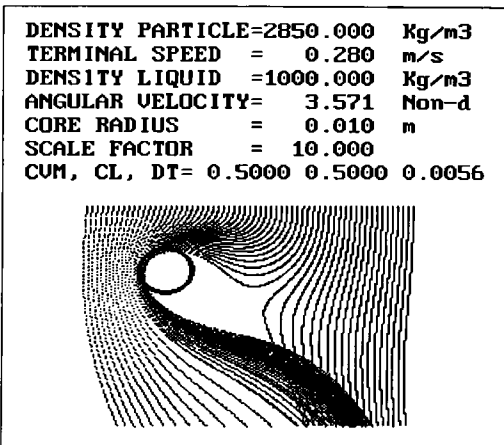 DENSITY PARTICLE=2850.000 Kg/m3
TERMINAL SPEED = 0.280 m/s
DENSITY LIQUID =1000.000 Kg/m3
ANGULAR VELOCITY= 3.571 Non-d
CORE RADIUS = 0.010 m
SCALE FACTOR = 10.000
CVM, CL, DT= 0.5000 0.5000 0.0056